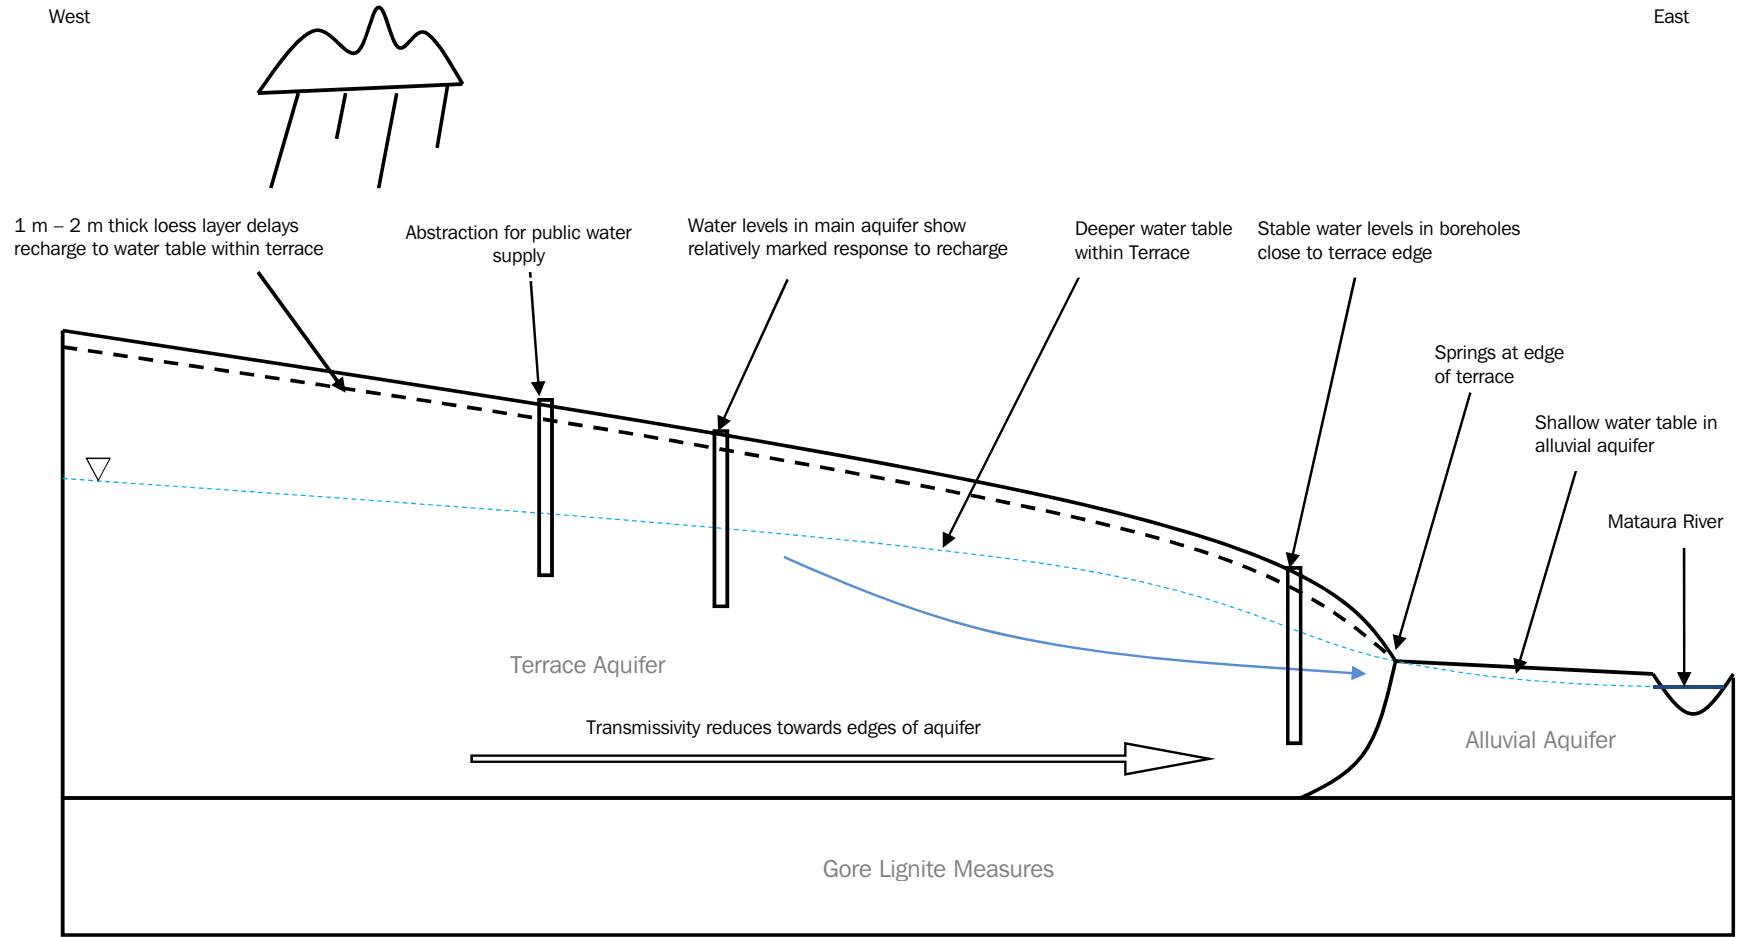 West
East
1 m – 2 m thick loess layer delays
recharge to water table within terrace
Abstraction for public water
supply
Water levels in main aquifer show
relatively marked response to recharge
Deeper water table
within Terrace
Stable water levels in boreholes
close to terrace edge
Springs at edge
of terrace
Shallow water table in
alluvial aquifer
Mataura River
Terrace Aquifer
Transmissivity reduces towards edges of aquifer
Alluvial Aquifer
Gore Lignite Measures